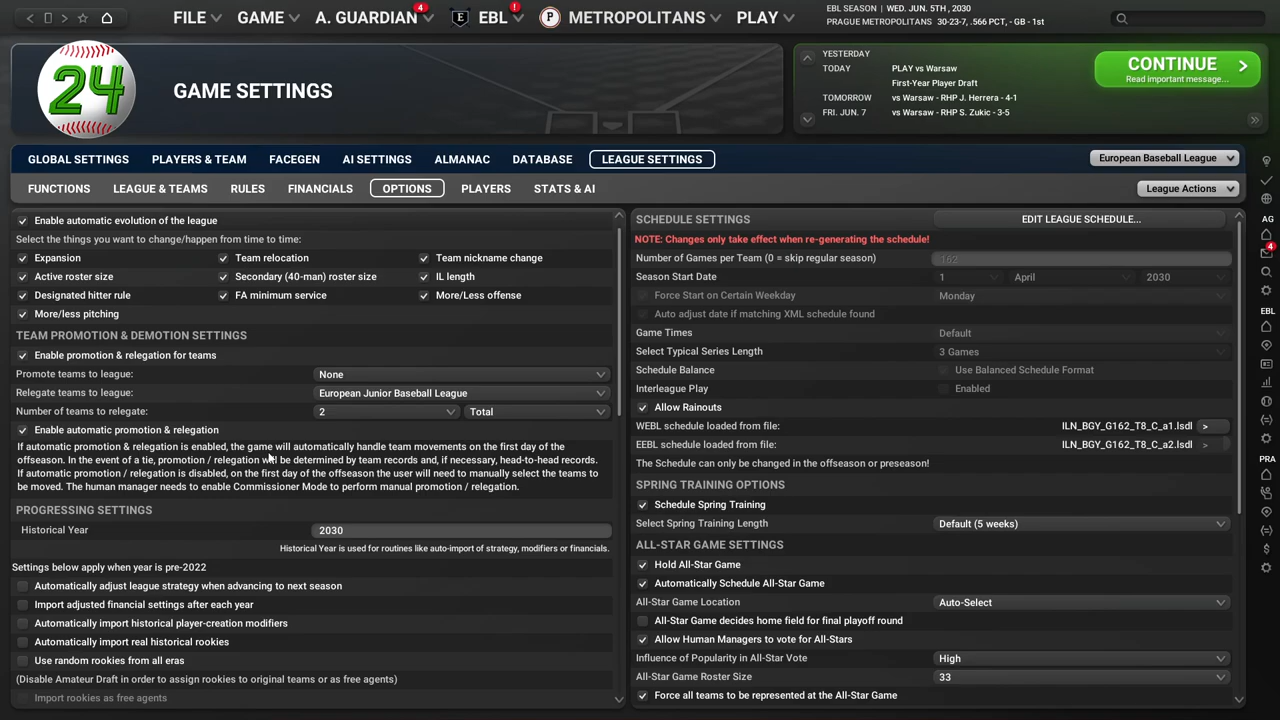 FILE GAME A. GUARDIAN 4 EBL ! METROPOLITANS PLAY
EBL SEASON | WED. JUN. 5TH , 2030
PRAGUE METROPOLITANS 30-23-7, .566 PCT, - GB - 1st
24
GAME SETTINGS
YESTERDAY
TODAY PLAY vs Warsaw
First-Year Player Draft
TOMORROW vs Warsaw - RHP J. Herrera - 4-1
FRI. JUN. 7 vs Warsaw - RHP S. Zukic - 3-5
CONTINUE
Read important message...
GLOBAL SETTINGS PLAYERS & TEAM FACEGEN AI SETTINGS ALMANAC DATABASE LEAGUE SETTINGS European Baseball League
FUNCTIONS LEAGUE & TEAMS RULES FINANCIALS OPTIONS PLAYERS STATS & AI League Actions
Enable automatic evolution of the league
Select the things you want to change/happen from time to time:
Expansion Team relocation Team nickname change
Active roster size Secondary (40-man) roster size IL length
Designated hitter rule FA minimum service More/Less offense
More/less pitching
TEAM PROMOTION & DEMOTION SETTINGS
Enable promotion & relegation for teams
Promote teams to league: None
Relegate teams to league: European Junior Baseball League
Number of teams to relegate: 2 Total
Enable automatic promotion & relegation
If automatic promotion & relegation is enabled, the game will automatically handle team movements on the first day of the
offseason. In the event of a tie, promotion / relegation will be determined by team records and, if necessary, head-to-head records.
If automatic promotion / relegation is disabled, on the first day of the offseason the user will need to manually select the teams to
be moved. The human manager needs to enable Commissioner Mode to perform manual promotion / relegation.
PROGRESSING SETTINGS
Historical Year 2030
Historical Year is used for routines like auto-import of strategy, modifiers or financials.
Settings below apply when year is pre-2022
Automatically adjust league strategy when advancing to next season
Import adjusted financial settings after each year
Automatically import historical player-creation modifiers
Automatically import real historical rookies
Use random rookies from all eras
(Disable Amateur Draft in order to assign rookies to original teams or as free agents)
Import rookies as free agents
SCHEDULE SETTINGS EDIT LEAGUE SCHEDULE...
NOTE: Changes only take effect when re-generating the schedule!
Number of Games per Team (0 = skip regular season) 162
Season Start Date 1 April 2030
Force Start on Certain Weekday Monday
Auto adjust date if matching XML schedule found
Game Times Default
Select Typical Series Length 3 Games
Schedule Balance Use Balanced Schedule Format
Interleague Play Enabled
Allow Rainouts
WEBL schedule loaded from file: ILN_BGY_G162_T8_C_a1.lsdl >
EEBL schedule loaded from file: ILN_BGY_G162_T8_C_a2.lsdl >
The Schedule can only be changed in the offseason or preseason!
SPRING TRAINING OPTIONS
Schedule Spring Training
Select Spring Training Length Default (5 weeks)
ALL-STAR GAME SETTINGS
Hold All-Star Game
Automatically Schedule All-Star Game
All-Star Game Location Auto-Select
All-Star Game decides home field for final playoff round
Allow Human Managers to vote for All-Stars
Influence of Popularity in All-Star Vote High
All-Star Game Roster Size 33
Force all teams to be represented at the All-Star Game
AG
4
EBL
PRA